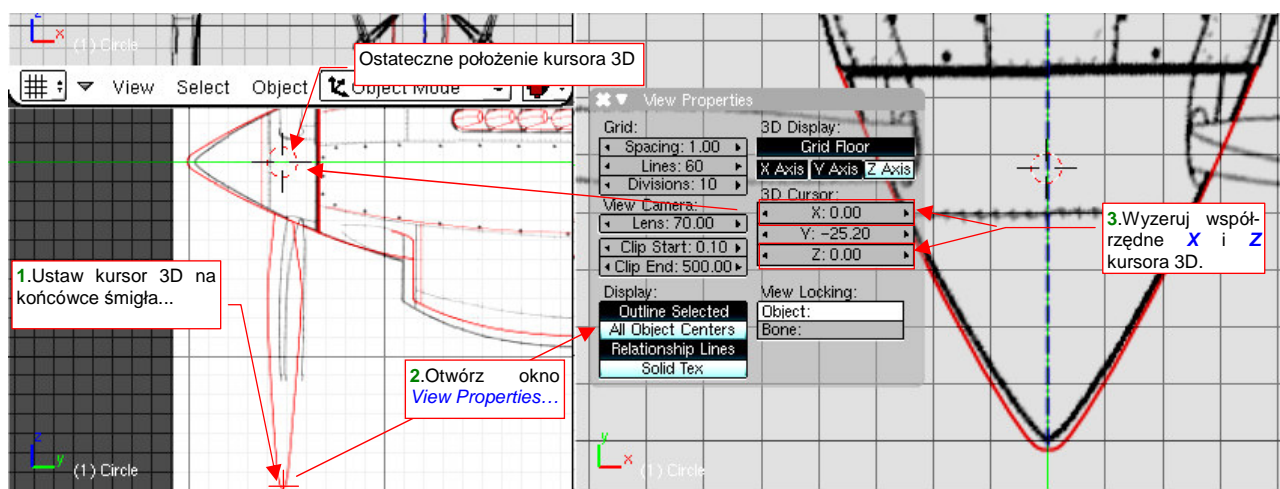 x
(1) Circle
Ostateczne położenie kursora 3D
View Select Object Object Mode
View Properties
Grid:
Spacing: 1.00
Lines: 60
Divisions: 10
View Camera:
Lens: 70.00
Clip Start: 0.10
Clip End: 500.00
Display:
Outline Selected
All Object Centers
Relationship Lines
Solid Tex
3D Display:
Grid Floor
X Axis Y Axis Z Axis
3D Cursor:
X: 0.00
Y: -25.20
Z: 0.00
View Locking:
Object:
Bone:
1.Ustaw kursor 3D na
końcówce śmigła...
2.Otwórz okno
View Properties…
3.Wyzeruj współ-
rzędne X i Z
kursora 3D.
z
y
(1) Circle
y
x
(1) Circle